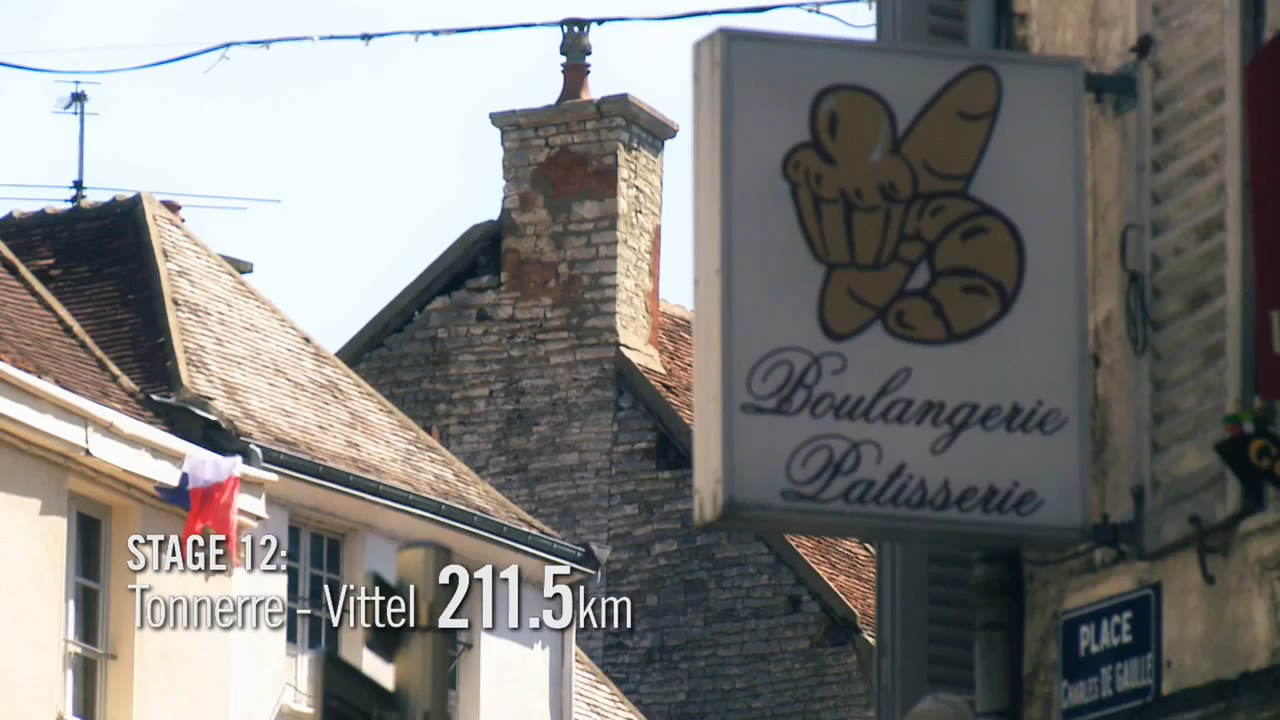 Boulangerie
Patisserie
STAGE 12:
Tonnerre - Vittel 211.5km
PLACE
CHARLES DE GAULLE